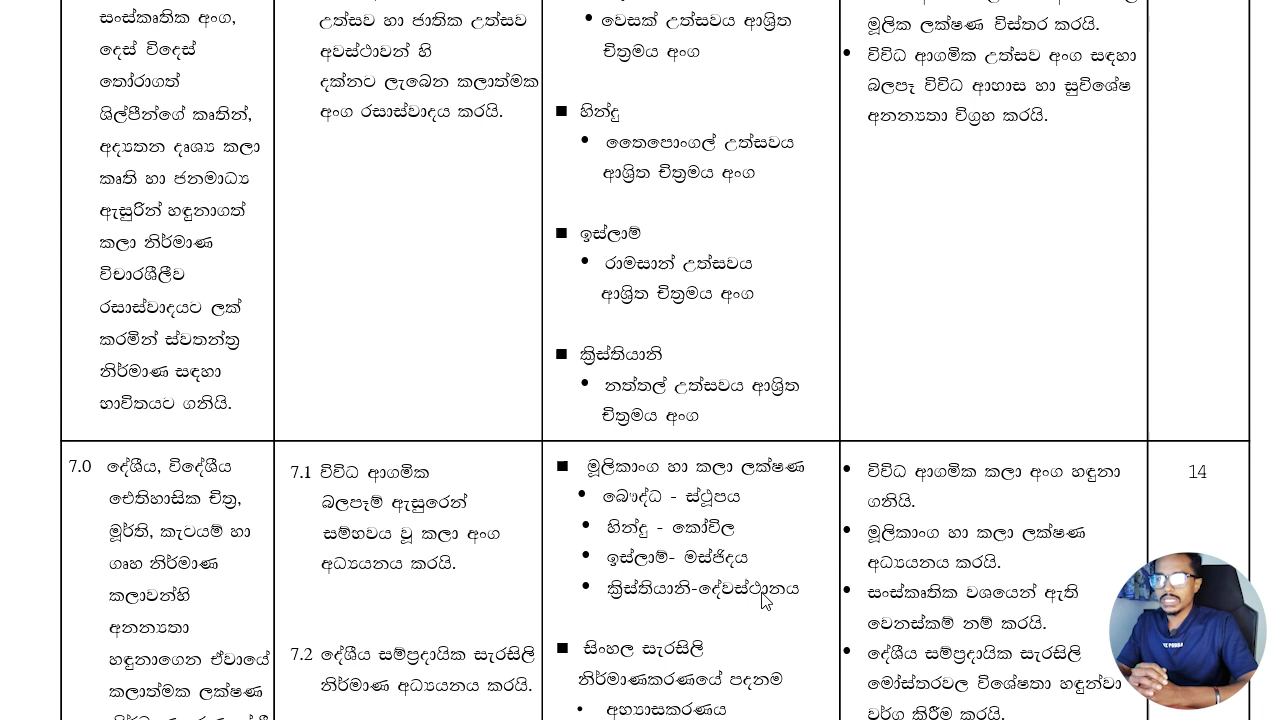 සංස්කෘතික අංග,
දෙස් විදෙස්
තෝරාගත්
ශිල්පීන්ගේ කෘතින්,
අද්‍යතන දෘශ්‍ය කලා
කෘති හා ජනමාධ්‍ය
ඇසුරින් හඳුනාගත්
කලා නිර්මාණ
විචාරශීලීව
රසාස්වාදයට ලක්
කරමින් ස්වතන්ත්‍ර
නිර්මාණ සඳහා
භාවිතයට ගනියි.
උත්සව හා ජාතික උත්සව
අවස්ථාවන් හි
දක්නට ලැබෙන කලාත්මක
අංග රසාස්වාදය කරයි.
• වෙසක් උත්සවය ආශ්‍රිත
චිත්‍රමය අංග
■ හින්දු
• තෛපොංගල් උත්සවය
ආශ්‍රිත චිත්‍රමය අංග
■ ඉස්ලාම්
• රාමසාන් උත්සවය
ආශ්‍රිත චිත්‍රමය අංග
■ ක්‍රිස්තියානි
• නත්තල් උත්සවය ආශ්‍රිත
චිත්‍රමය අංග
මූලික ලක්ෂණ විස්තර කරයි.
• විවිධ ආගමික උත්සව අංග සඳහා
බලපෑ විවිධ ආභාස හා සුවිශේෂ
අනන්‍යතා විග්‍රහ කරයි.
7.0 දේශීය, විදේශීය
ඓතිහාසික චිත්‍ර,
මූර්ති, කැටයම් හා
ගෘහ නිර්මාණ
කලාවන්හි
අනන්‍යතා
හඳුනාගෙන ඒවායේ
කලාත්මක ලක්ෂණ
7.1 විවිධ ආගමික
බලපෑම් ඇසුරෙන්
සම්භවය වූ කලා අංග
අධ්‍යයනය කරයි.
7.2 දේශීය සම්ප්‍රදායික සැරසිලි
නිර්මාණ අධ්‍යයනය කරයි.
■ මූලිකාංග හා කලා ලක්ෂණ
• බෞද්ධ - ස්ථූපය
• හින්දු - කෝවිල
• ඉස්ලාම්- මස්ජිදය
• ක්‍රිස්තියානි-දේවස්ථානය
■ සිංහල සැරසිලි
නිර්මාණකරණයේ පදනම
• අභ්‍යාසකරණය
• විවිධ ආගමික කලා අංග හඳුනා
ගනියි.
• මූලිකාංග හා කලා ලක්ෂණ
අධ්‍යයනය කරයි.
• සංස්කෘතික වශයෙන් ඇති
වෙනස්කම් නම් කරයි.
• දේශීය සම්ප්‍රදායික සැරසිලි
මෝස්තරවල විශේෂතා හඳුන්වා
වර්ග කිරීම කරයි.
14